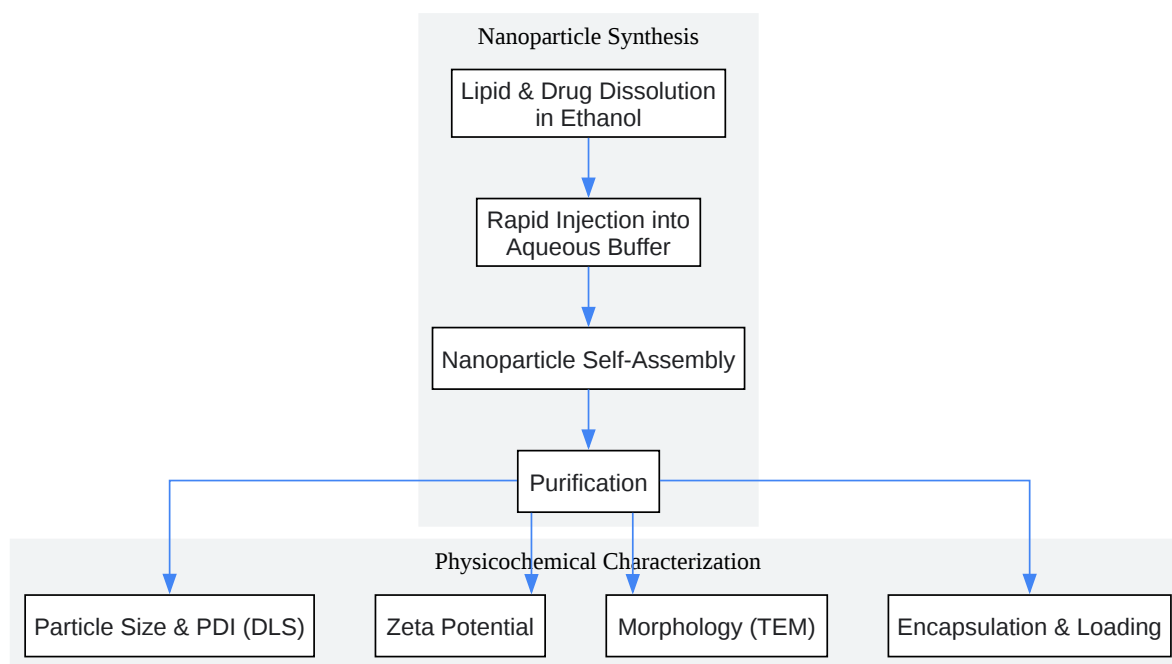 Nanoparticle Synthesis
Lipid & Drug Dissolution
in Ethanol
Rapid Injection into
Aqueous Buffer
Nanoparticle Self-Assembly
Purification
Physicochemical Characterization
Particle Size & PDI (DLS)
Zeta Potential
Morphology (TEM)
Encapsulation & Loading